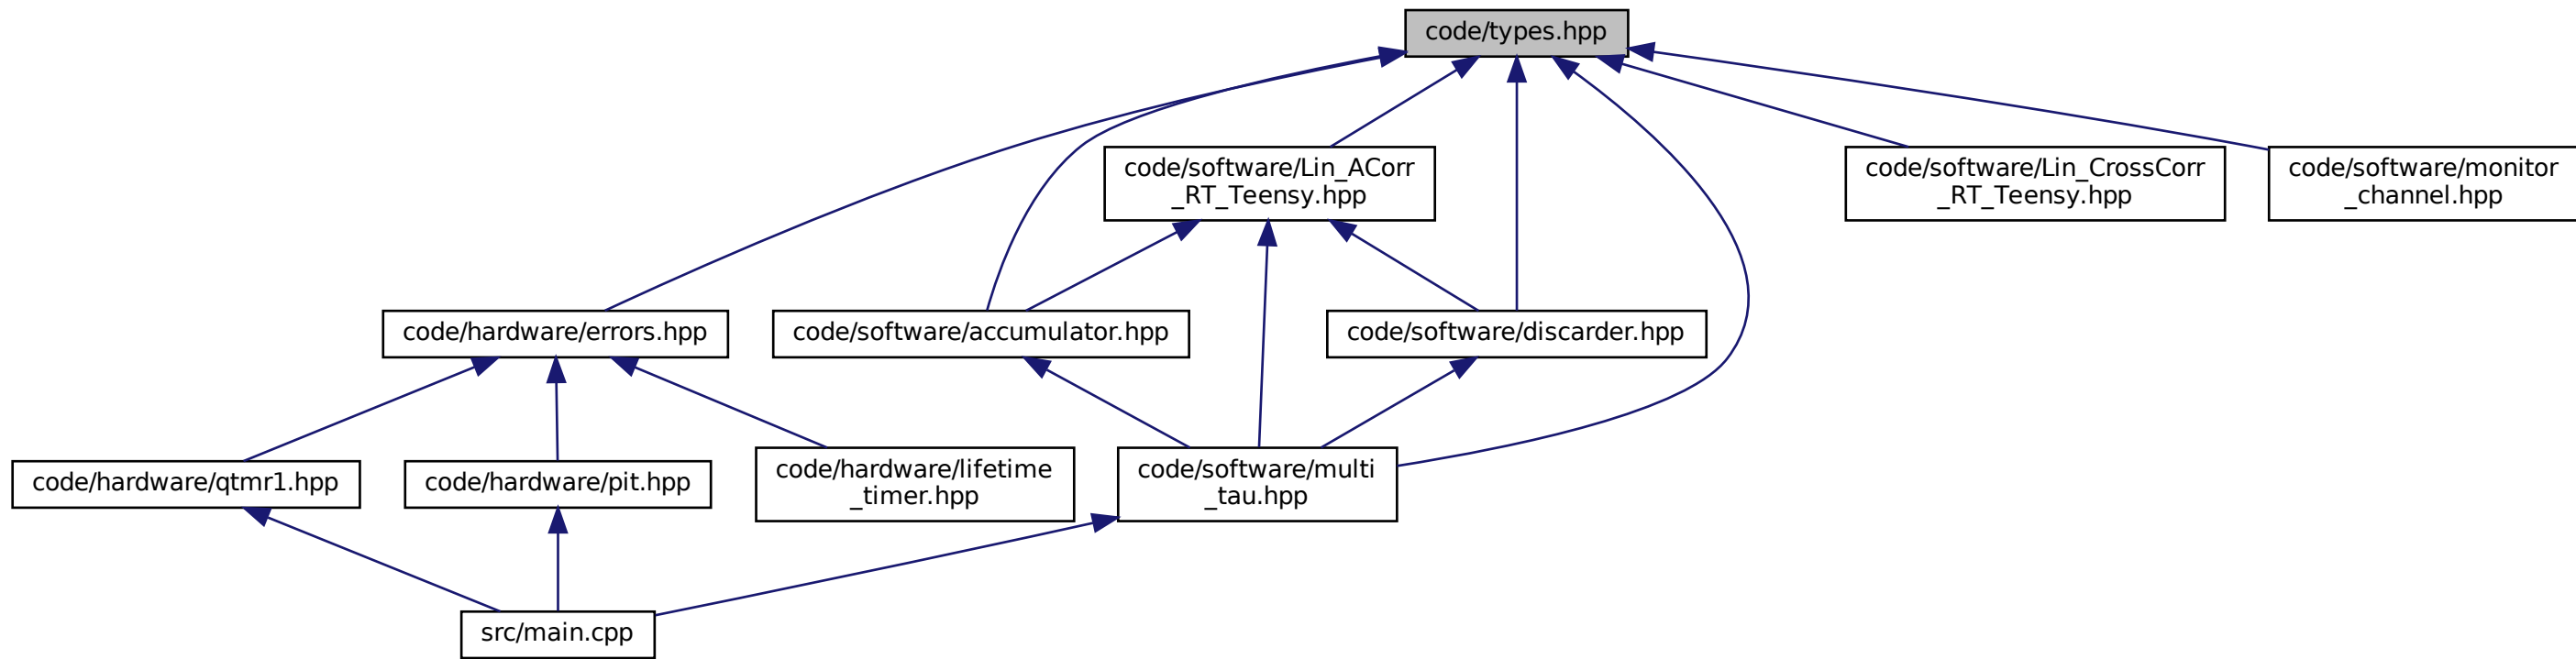 code/types.hpp
code/software/Lin_ACorr
_RT_Teensy.hpp
code/software/Lin_CrossCorr
_RT_Teensy.hpp
code/software/monitor
_channel.hpp
code/hardware/errors.hpp
code/software/accumulator.hpp
code/software/discarder.hpp
code/hardware/qtmr1.hpp
code/hardware/pit.hpp
code/hardware/lifetime
_timer.hpp
code/software/multi
_tau.hpp
src/main.cpp